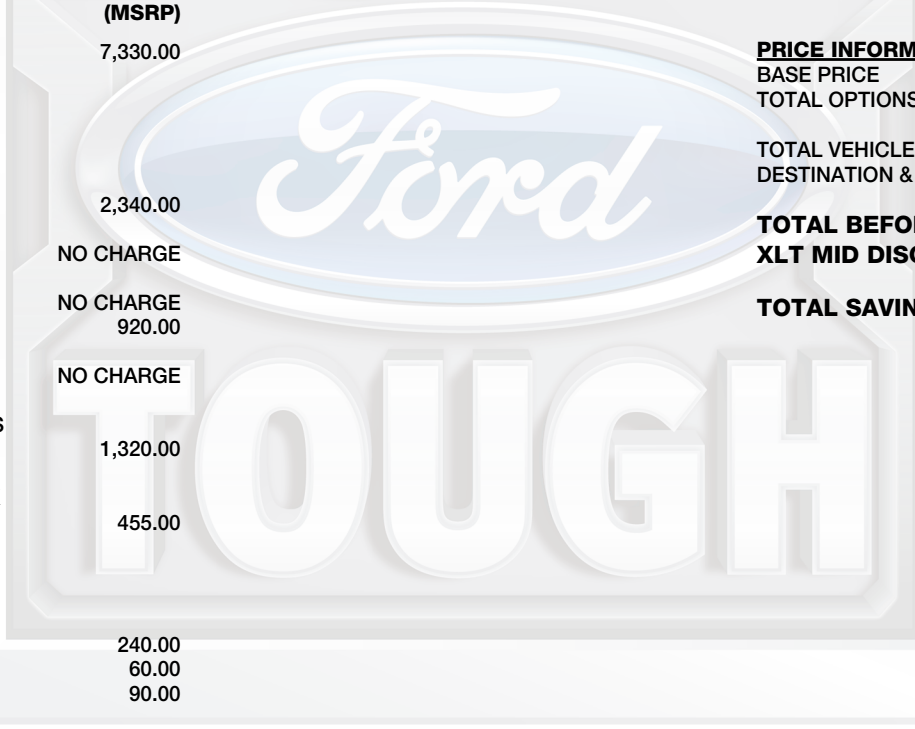 (MSRP)
7,330.00
2,340.00
NO CHARGE
NO CHARGE
920.00
NO CHARGE
S
1,320.00
455.00
240.00
60.00
90.00
PRICE INFORM
BASE PRICE
TOTAL OPTIONS
TOTAL VEHICLE
DESTINATION &
TOTAL BEFO
XLT MID DISC
TOTAL SAVIN
Ford
TOUGH